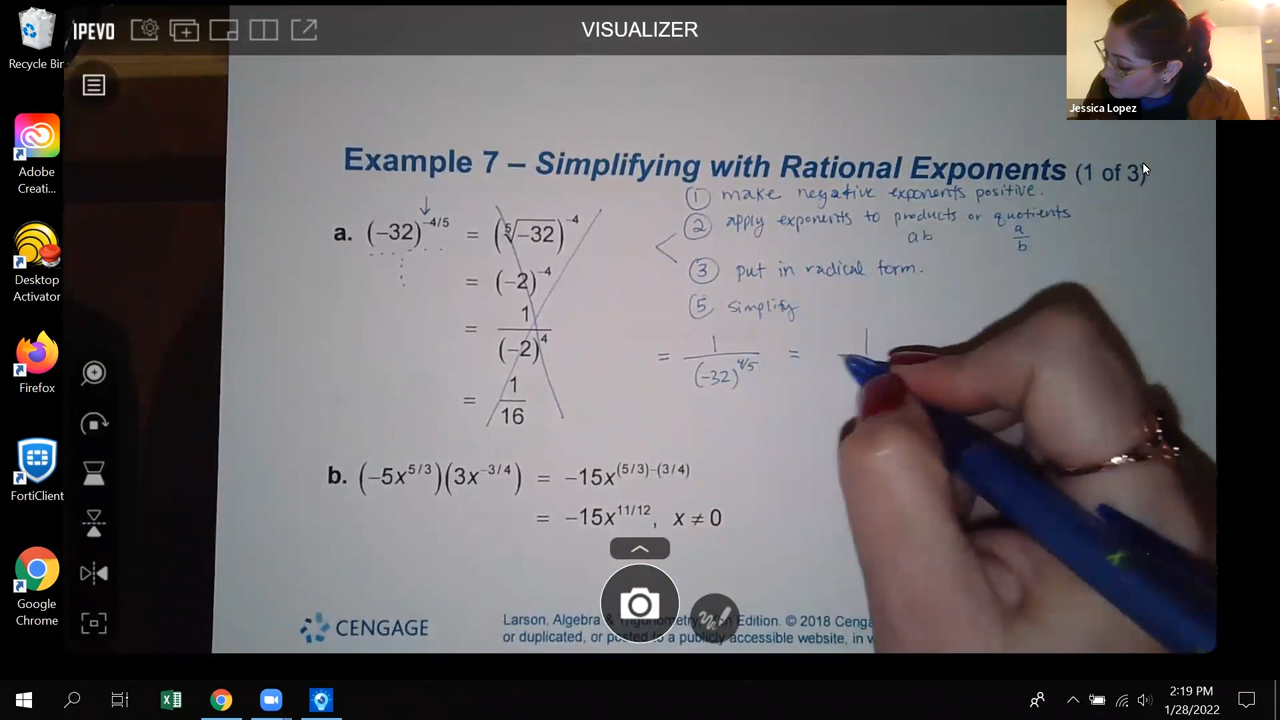 IPEVO
VISUALIZER
Recycle Bin
Jessica Lopez
Adobe
Creati...
Desktop
Activator
Firefox
FortiClient
Google
Chrome
Example 7 – Simplifying with Rational Exponents (1 of 3)
① make negative exponents positive.
② apply exponents to products or quotients
ab a/b
③ put in radical form.
⑤ simplify
a. (−32)^−4/5 = (⁵√−32)^−4
= (−2)^−4
= 1/(−2)^4
= 1/16
= 1/(−32)^4/5 = 1
b. (−5x^5/3)(3x^−3/4) = −15x^(5/3)−(3/4)
= −15x^11/12, x ≠ 0
CENGAGE
Larson, Algebra & Edition. © 2018
or duplicated, or posted to a publicly accessible website, in
2:19 PM
1/28/2022